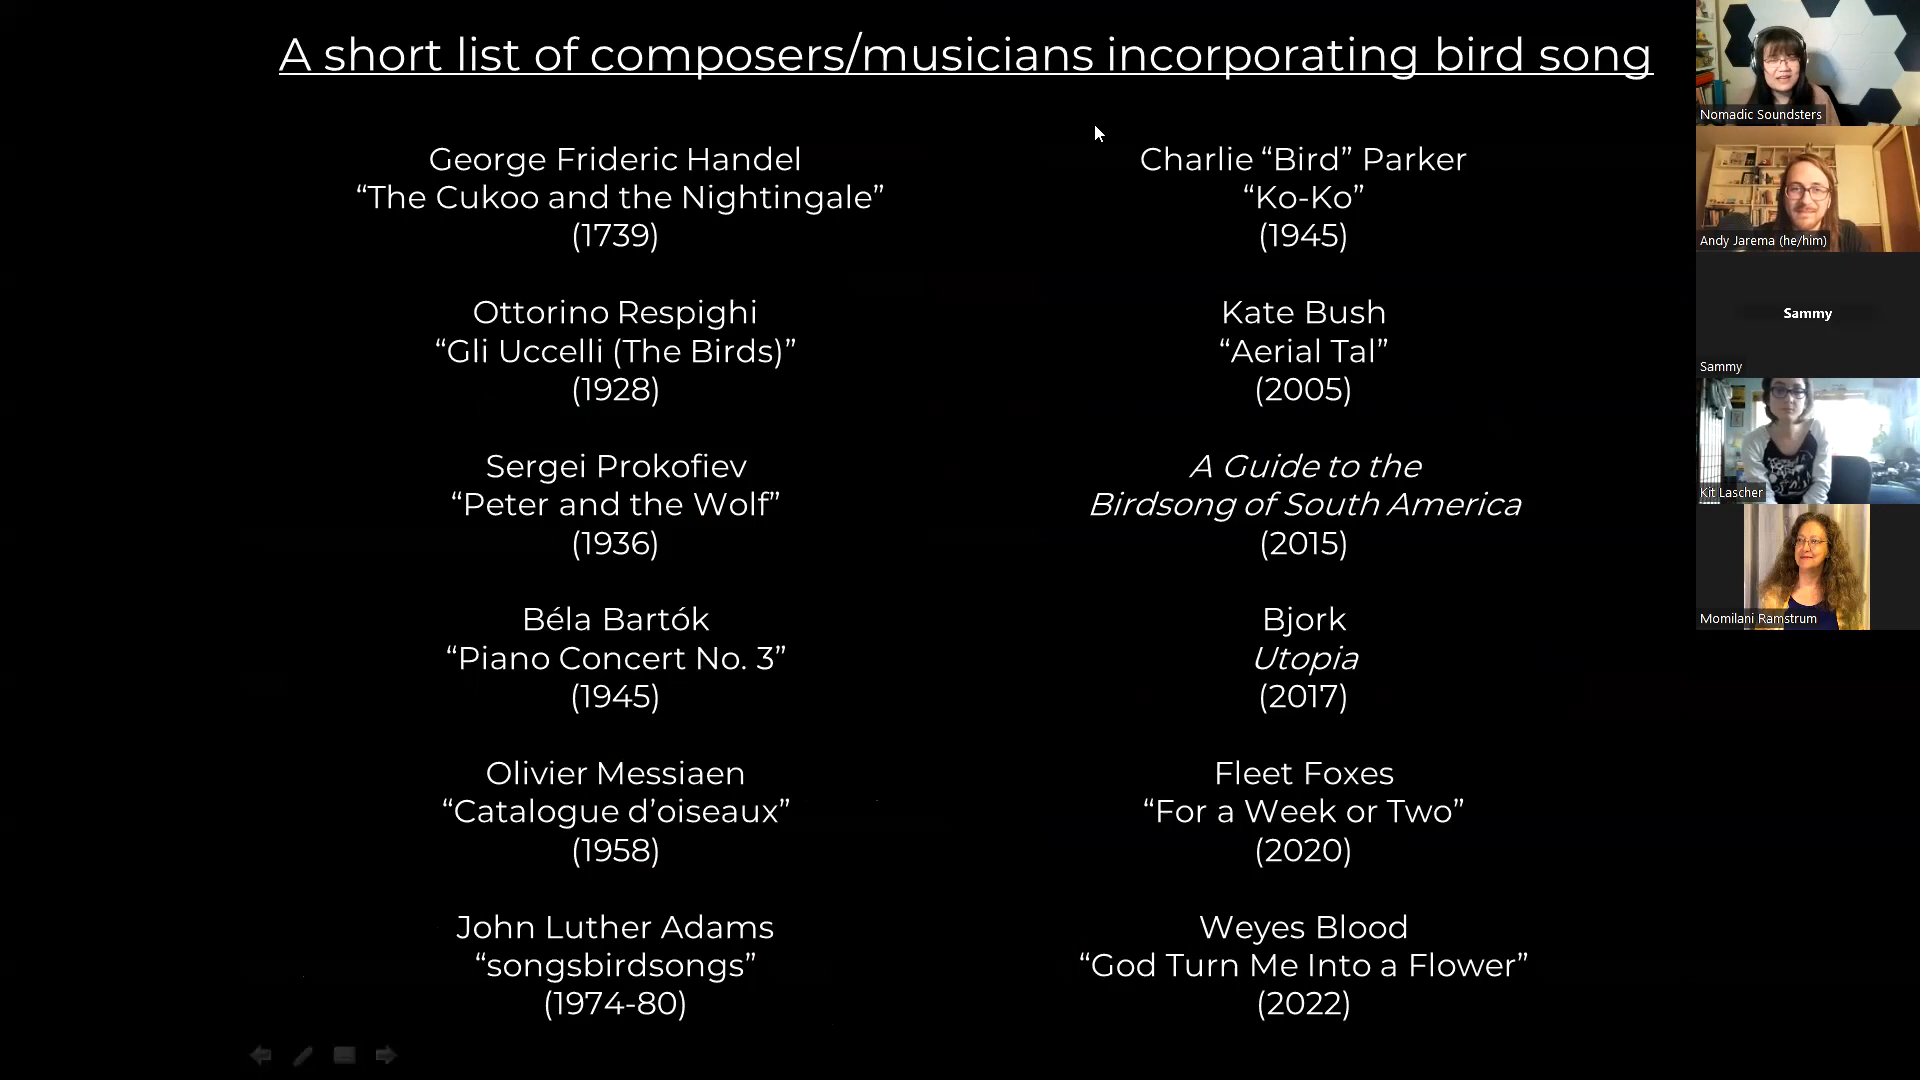 A short list of composers/musicians incorporating bird song
George Frideric Handel
“The Cukoo and the Nightingale”
(1739)
Ottorino Respighi
“Gli Uccelli (The Birds)”
(1928)
Sergei Prokofiev
“Peter and the Wolf”
(1936)
Béla Bartók
“Piano Concert No. 3”
(1945)
Olivier Messiaen
“Catalogue d’oiseaux”
(1958)
John Luther Adams
“songsbirdsongs”
(1974-80)
Charlie “Bird” Parker
“Ko-Ko”
(1945)
Kate Bush
“Aerial Tal”
(2005)
A Guide to the
Birdsong of South America
(2015)
Bjork
Utopia
(2017)
Fleet Foxes
“For a Week or Two”
(2020)
Weyes Blood
“God Turn Me Into a Flower”
(2022)
Nomadic Soundsters
Andy Jarema (he/him)
Sammy
Sammy
Kit Lascher
Momilani Ramstrum